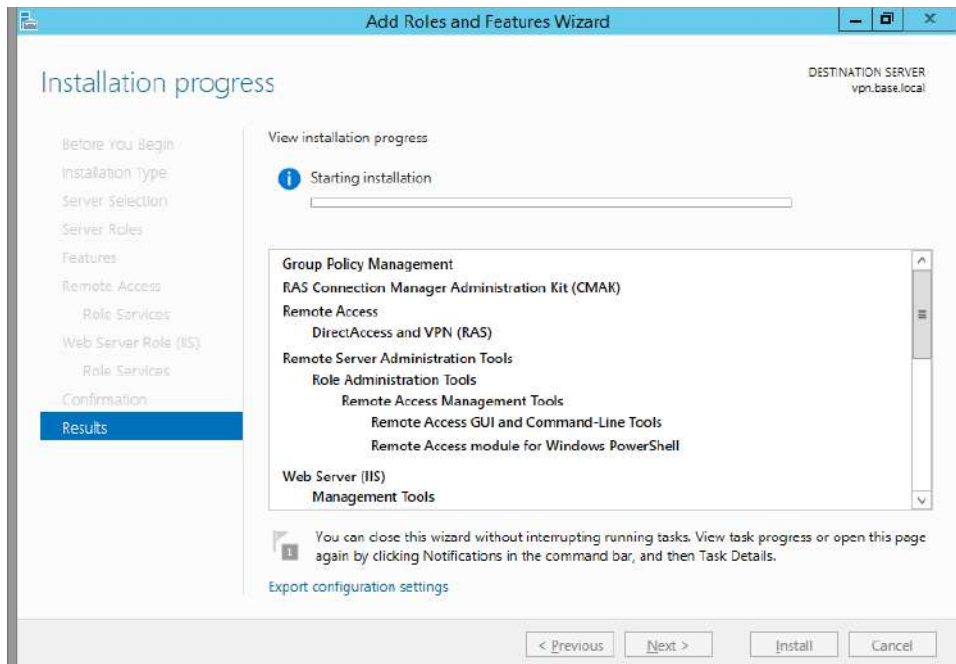 Add Roles and Features Wizard
Installation progress
DESTINATION SERVER
vpn.base.local
Before You Begin
Installation Type
Server Selection
Server Roles
Features
Remote Access
Role Services
Web Server Role (IIS)
Role Services
Confirmation
Results
View installation progress
Starting installation
Group Policy Management
RAS Connection Manager Administration Kit (CMAK)
Remote Access
DirectAccess and VPN (RAS)
Remote Server Administration Tools
Role Administration Tools
Remote Access Management Tools
Remote Access GUI and Command-Line Tools
Remote Access module for Windows PowerShell
Web Server (IIS)
Management Tools
1
You can close this wizard without interrupting running tasks. View task progress or open this page
again by clicking Notifications in the command bar, and then Task Details.
Export configuration settings
< Previous
Next >
Install
Cancel